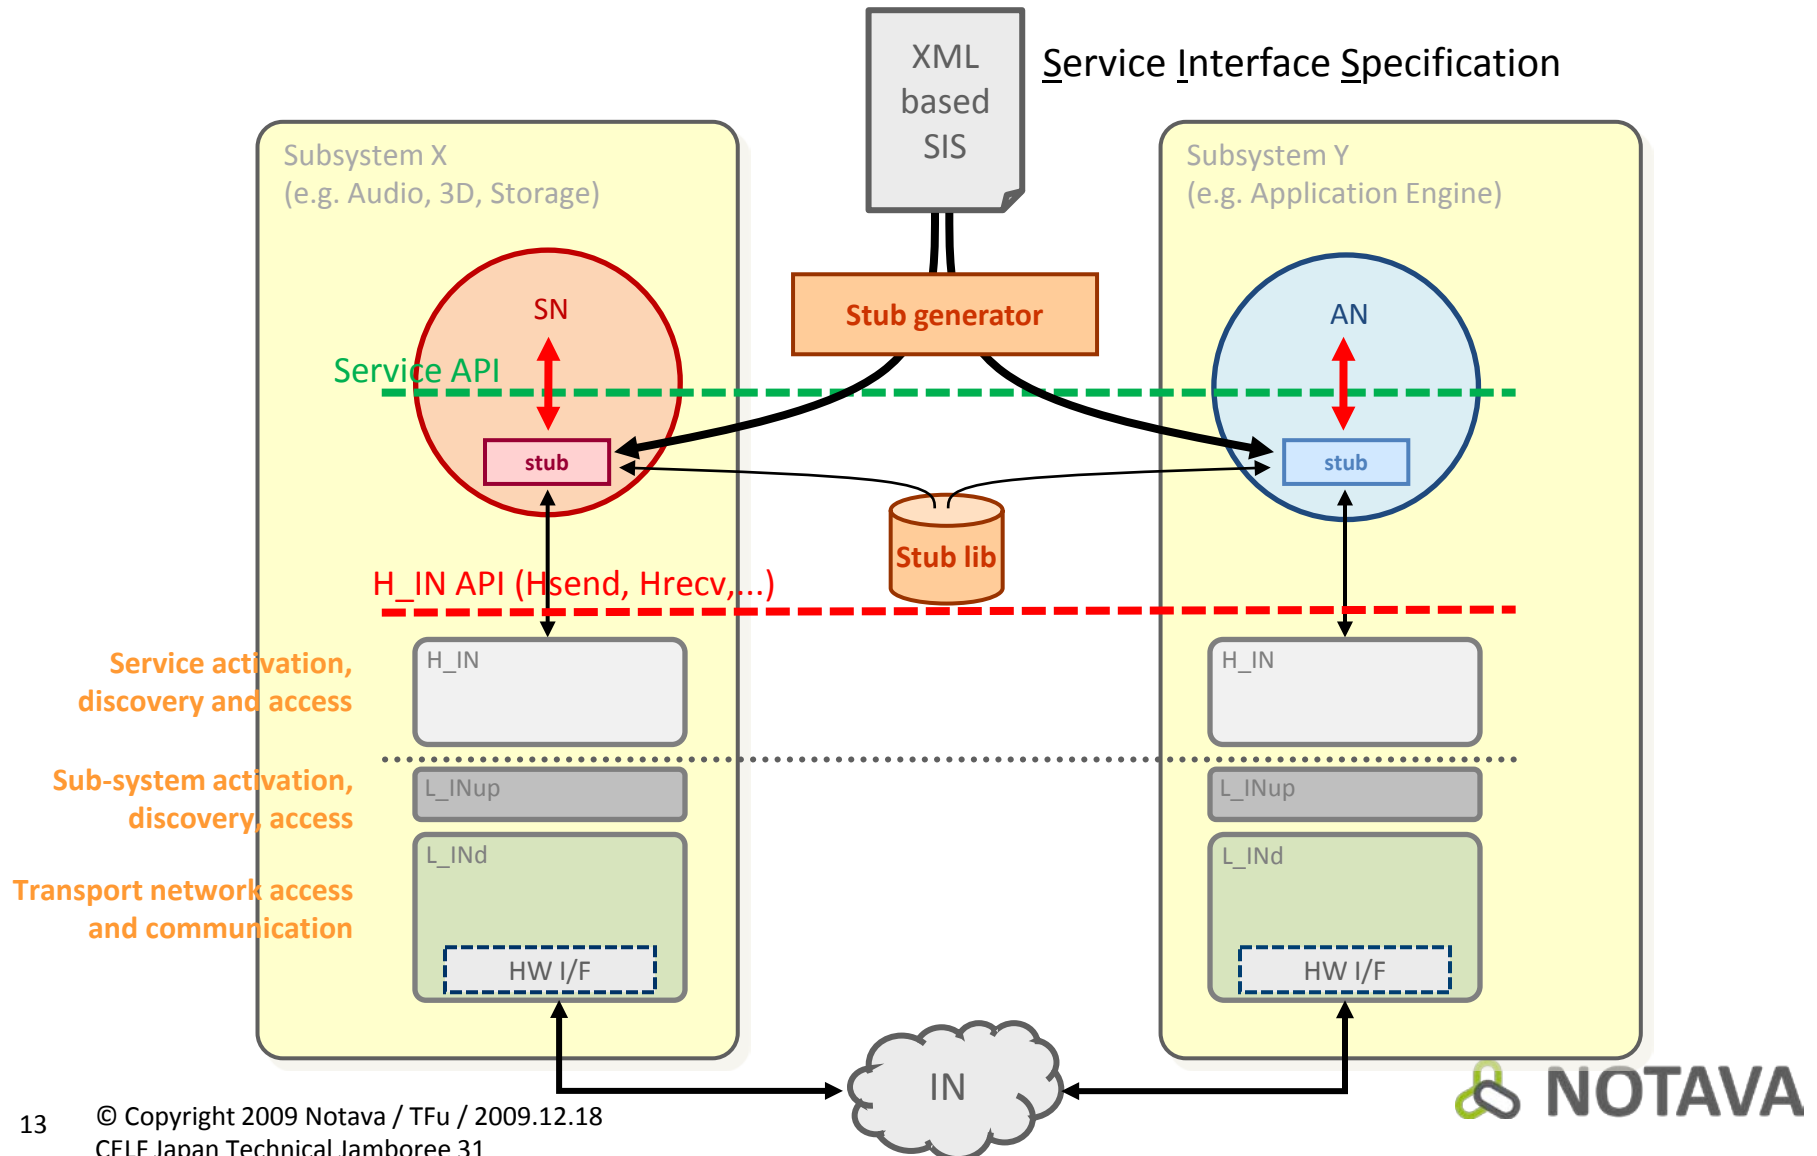 XML
based
SIS
Service Interface Specification
Subsystem X
(e.g. Audio, 3D, Storage)
Subsystem Y
(e.g. Application Engine)
SN
Stub generator
AN
Service API
stub
stub
Stub lib
H_IN API (Hsend, Hrecv,...)
Service activation,
discovery and access
H_IN
H_IN
Sub-system activation,
discovery, access
L_INup
L_INup
L_INd
L_INd
Transport network access
and communication
HW I/F
HW I/F
IN
NOTAVA
13
© Copyright 2009 Notava / TFu / 2009.12.18
CELF Japan Technical Jamboree 31